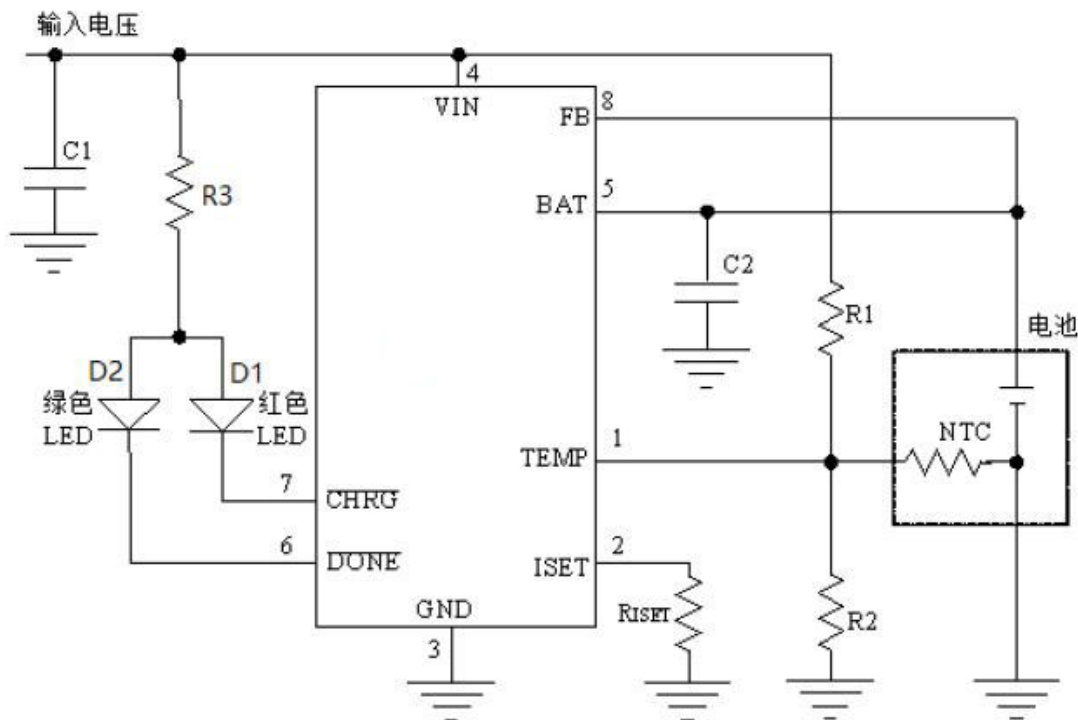 输入电压
4
VIN
8
FB
C1
R3
5
BAT
C2
R1
电池
D2
D1
绿色
LED
红色
LED
NTC
1
TEMP
7
CHRG
6
DONE
2
ISET
GND
3
RISET
R2